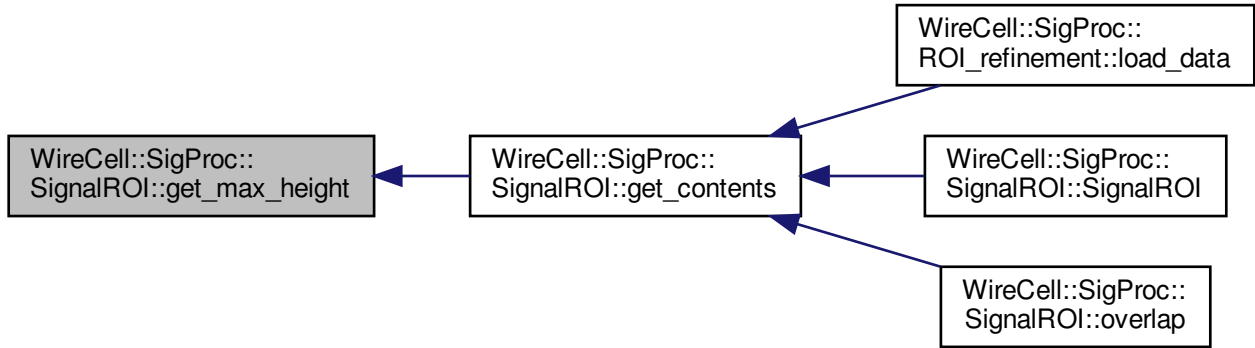 WireCell::SigProc::
SignalROI::get_max_height
WireCell::SigProc::
SignalROI::get_contents
WireCell::SigProc::
ROI_refinement::load_data
WireCell::SigProc::
SignalROI::SignalROI
WireCell::SigProc::
SignalROI::overlap